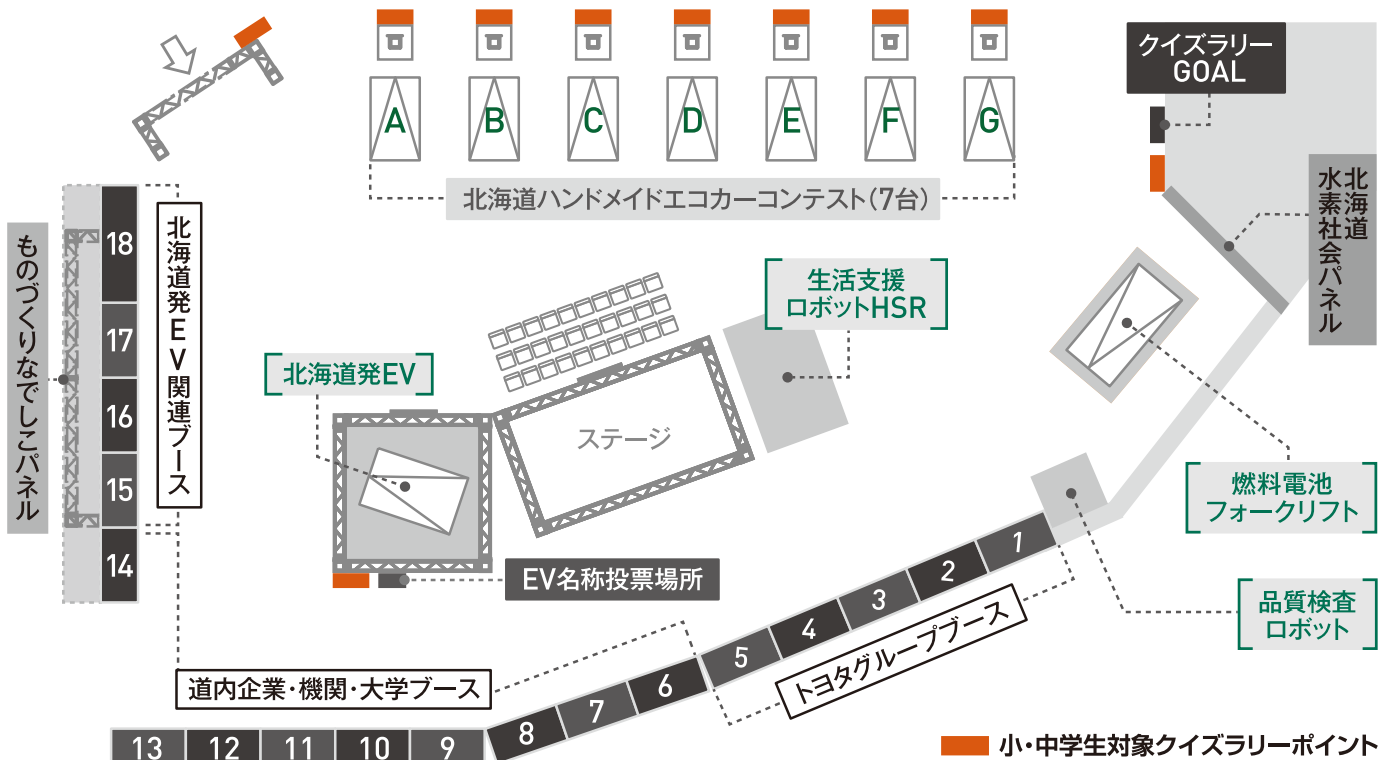 A
B
C
D
E
F
G
北海道ハンドメイドエコカーコンテスト(7台)
クイズラリー
GOAL
北海道
水素社会パネル
ものづくりなでしこパネル
18
17
16
15
14
北海道発EV関連ブース
北海道発EV
ステージ
生活支援
ロボットHSR
燃料電池
フォークリフト
品質検査
ロボット
EV名称投票場所
1
2
3
4
5
トヨタグループブース
道内企業・機関・大学ブース
6
7
8
9
10
11
12
13
小・中学生対象クイズラリーポイント